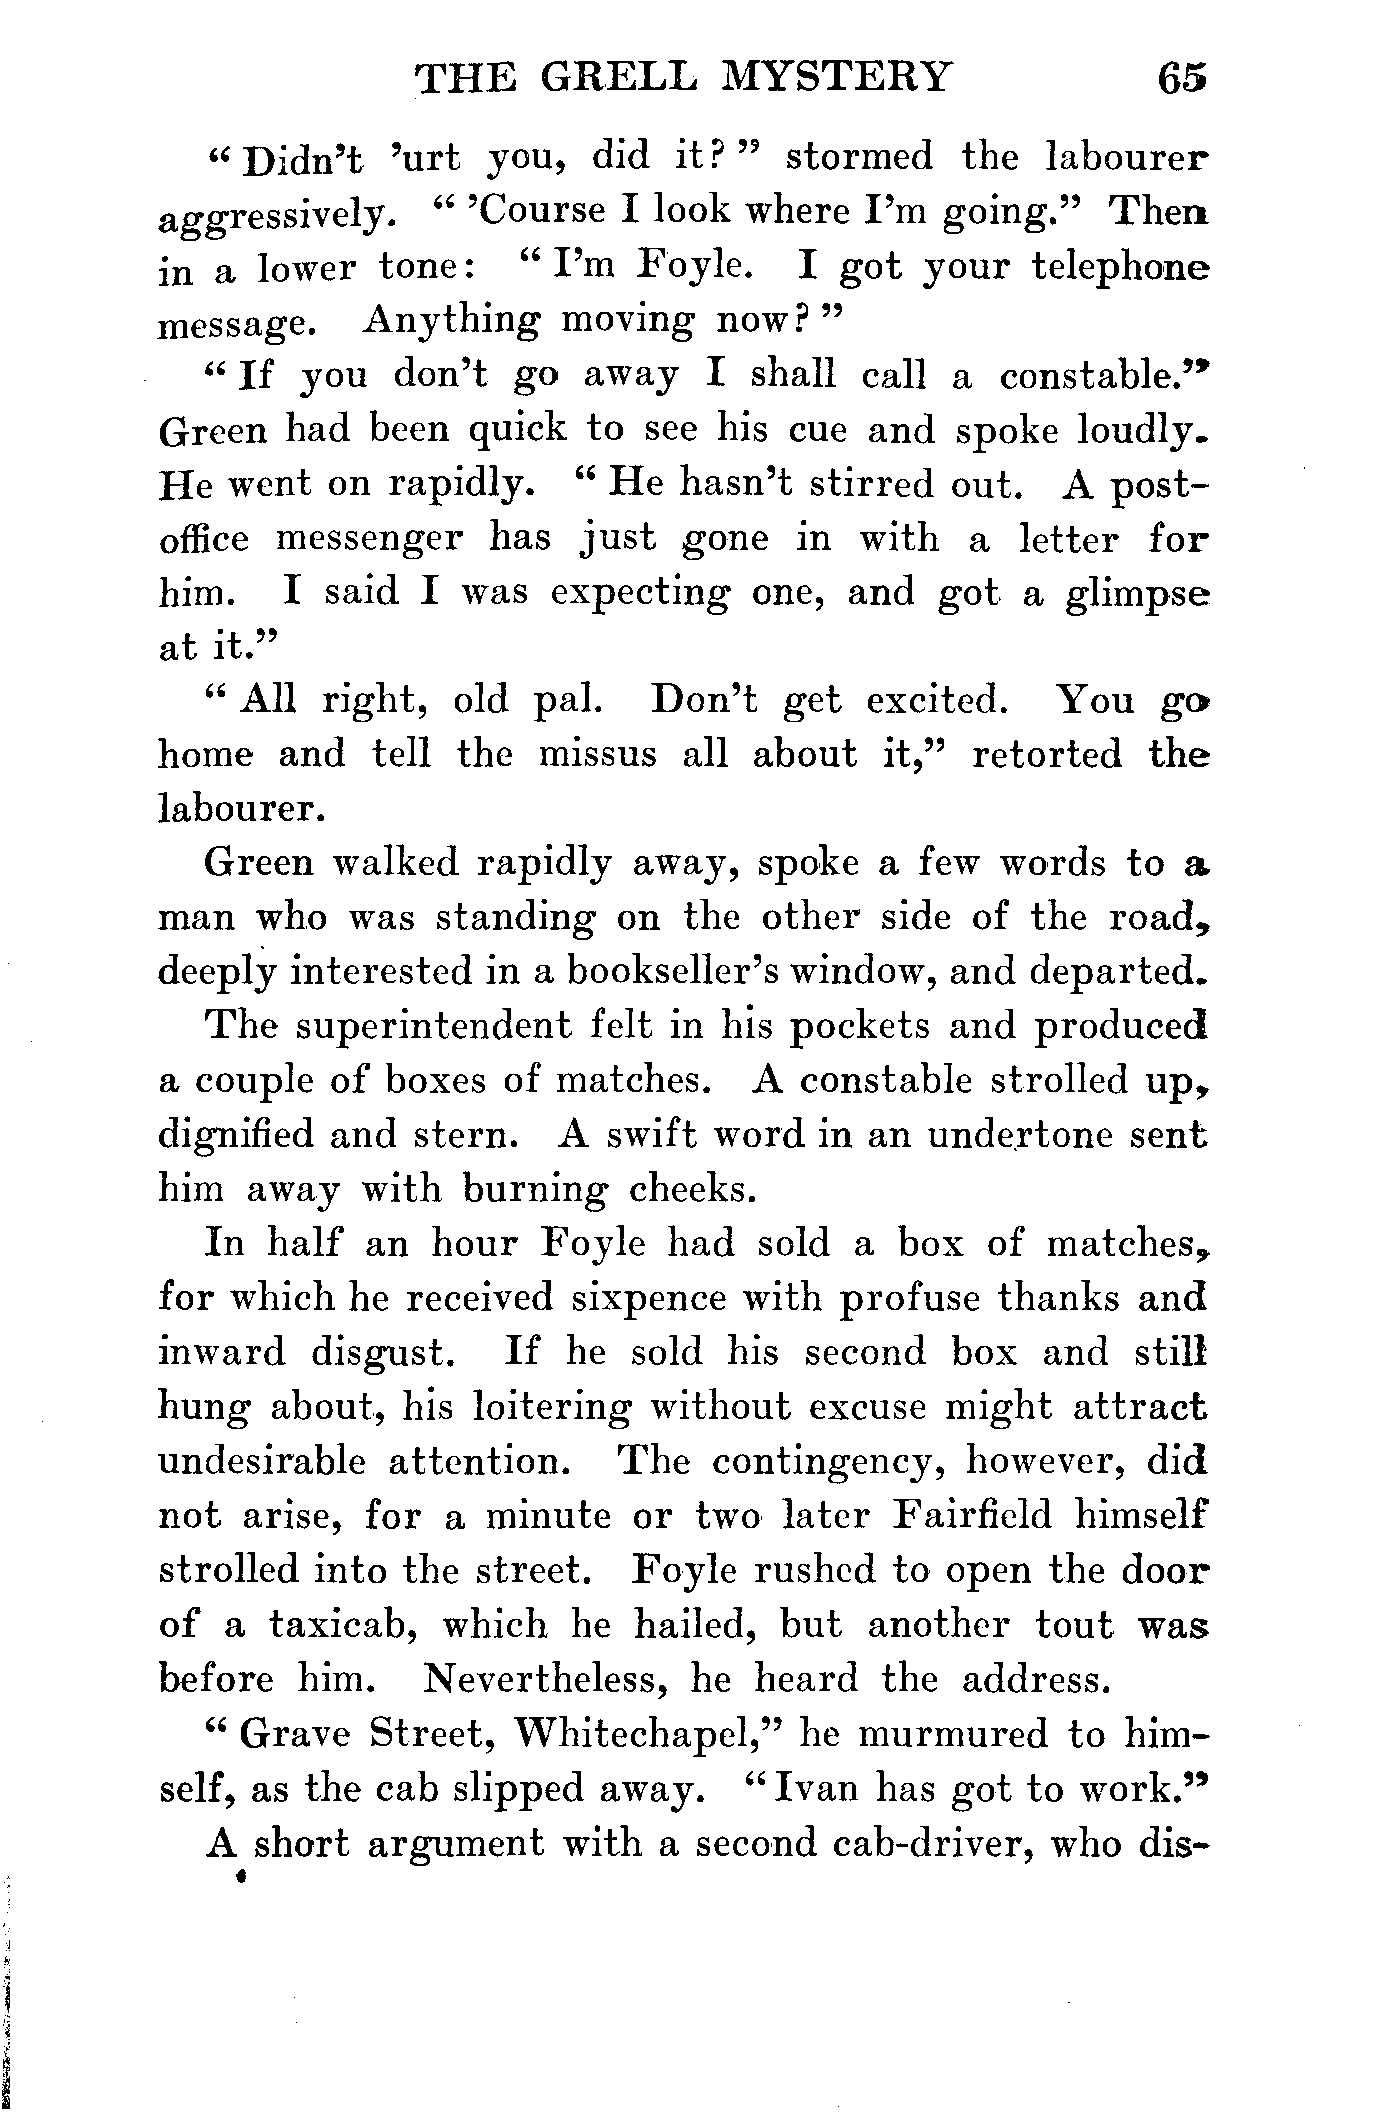 THE GRELL MYSTERY 65
“ Didn’t ’urt you, did it? ” stormed the labourer
aggressively. “ ’Course I look where I’m going.” Then
in a lower tone: “ I’m Foyle. I got your telephone
message. Anything moving now? ”
“ If you don’t go away I shall call a constable.”
Green had been quick to see his cue and spoke loudly.
He went on rapidly. “ He hasn’t stirred out. A post-
office messenger has just gone in with a letter for
him. I said I was expecting one, and got a glimpse
at it.”
“ All right, old pal. Don’t get excited. You go
home and tell the missus all about it,” retorted the
labourer.
Green walked rapidly away, spoke a few words to a
man who was standing on the other side of the road,
deeply interested in a bookseller’s window, and departed.
The superintendent felt in his pockets and produced
a couple of boxes of matches. A constable strolled up,
dignified and stern. A swift word in an undertone sent
him away with burning cheeks.
In half an hour Foyle had sold a box of matches,
for which he received sixpence with profuse thanks and
inward disgust. If he sold his second box and still
hung about, his loitering without excuse might attract
undesirable attention. The contingency, however, did
not arise, for a minute or two later Fairfield himself
strolled into the street. Foyle rushed to open the door
of a taxicab, which he hailed, but another tout was
before him. Nevertheless, he heard the address.
“ Grave Street, Whitechapel,” he murmured to him-
self, as the cab slipped away. “ Ivan has got to work.”
A short argument with a second cab-driver, who dis-